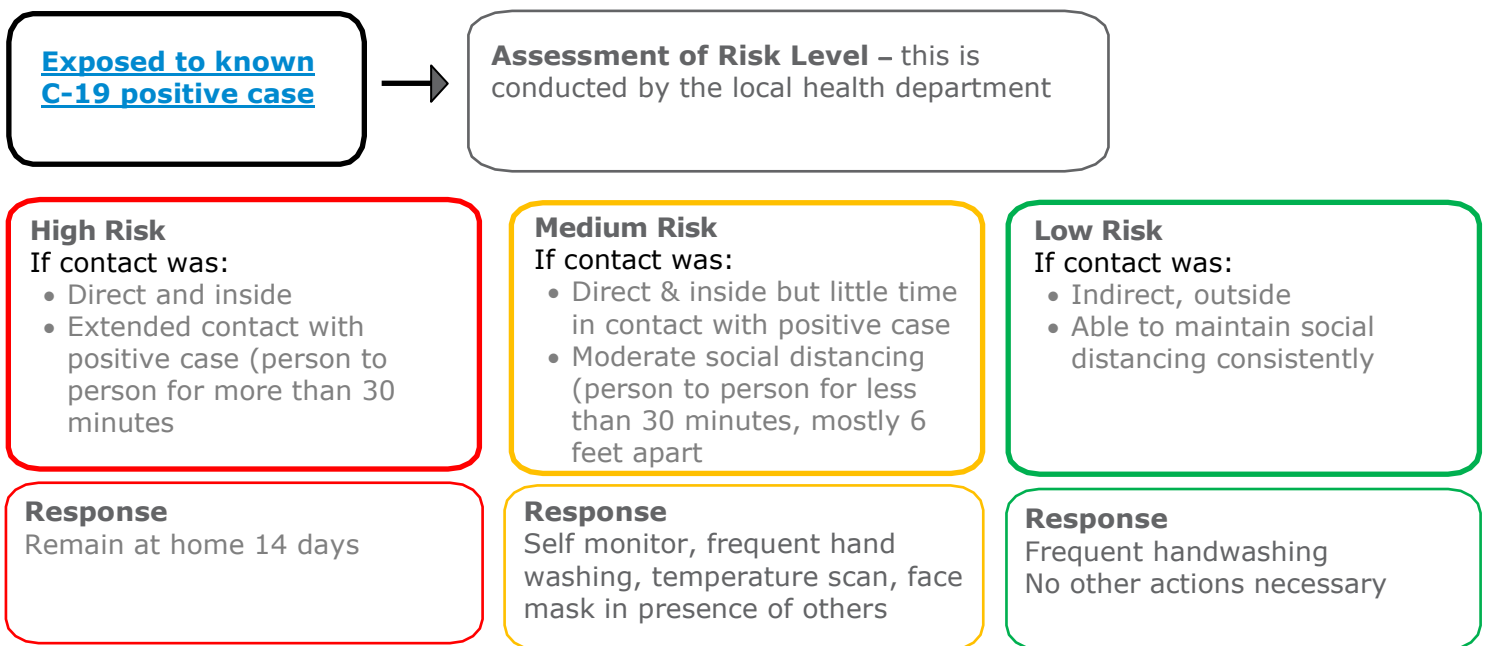 Exposed to known
C-19 positive case
Assessment of Risk Level – this is
conducted by the local health department
High Risk
If contact was:
• Direct and inside
• Extended contact with
positive case (person to
person for more than 30
minutes
Medium Risk
If contact was:
• Direct & inside but little time
in contact with positive case
• Moderate social distancing
(person to person for less
than 30 minutes, mostly 6
feet apart
Low Risk
If contact was:
• Indirect, outside
• Able to maintain social
distancing consistently
Response
Remain at home 14 days
Response
Self monitor, frequent hand
washing, temperature scan, face
mask in presence of others
Response
Frequent handwashing
No other actions necessary